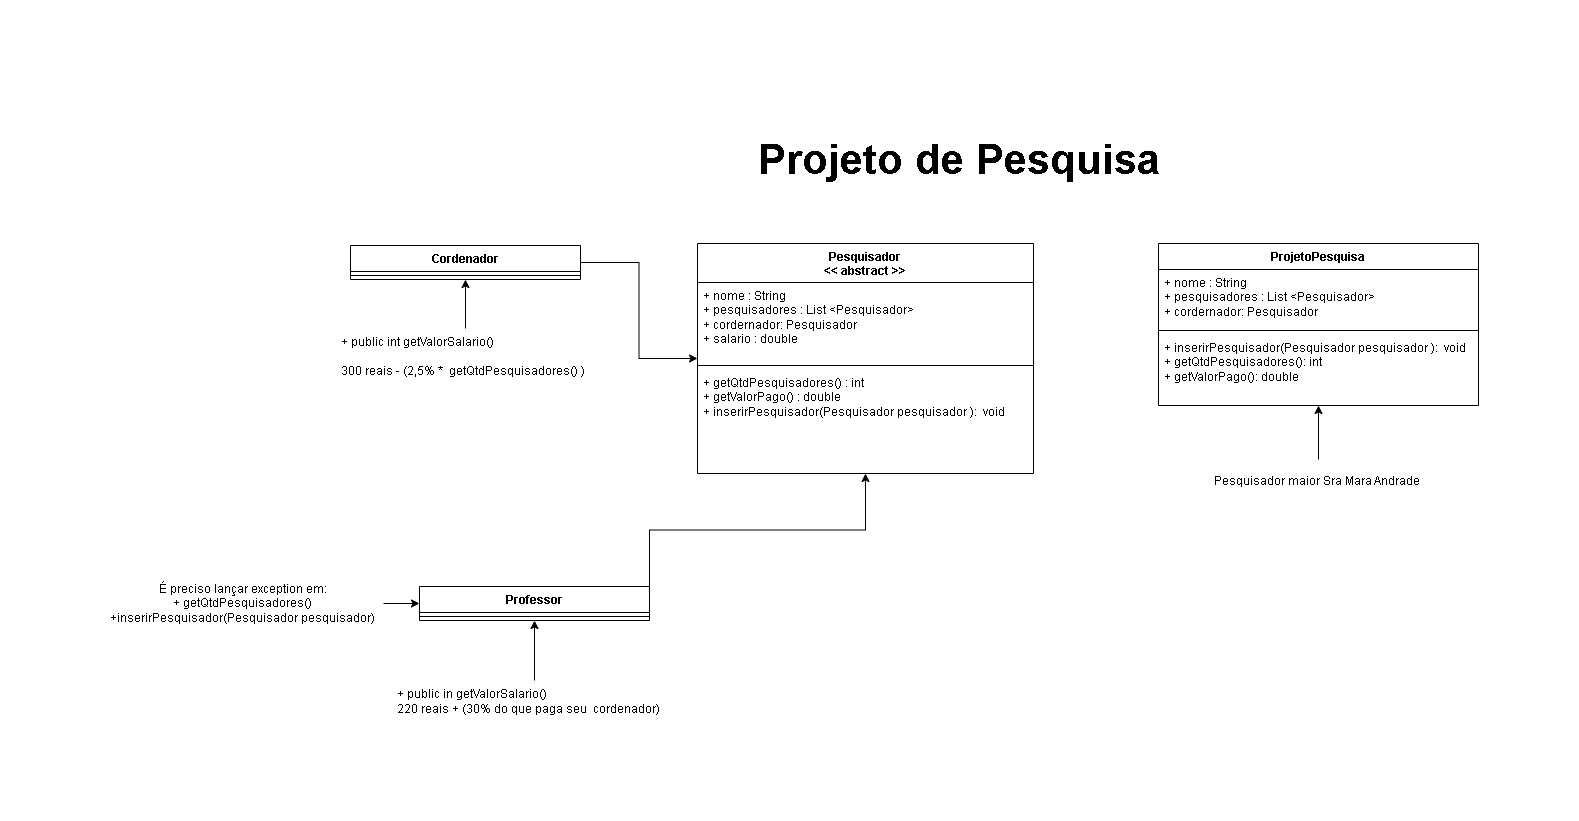 Projeto de Pesquisa
Cordenador
+ public int getValorSalario()
300 reais - (2,5% * getQtdPesquisadores() )
Pesquisador
<< abstract >>
+ nome : String
+ pesquisadores : List <Pesquisador>
+ cordernador: Pesquisador
+ salario : double
+ getQtdPesquisadores() : int
+ getValorPago() : double
+ inserirPesquisador(Pesquisador pesquisador ): void
ProjetoPesquisa
+ nome : String
+ pesquisadores : List <Pesquisador>
+ cordernador: Pesquisador
+ inserirPesquisador(Pesquisador pesquisador ): void
+ getQtdPesquisadores(): int
+ getValorPago(): double
Pesquisador maior Sra Mara Andrade
É preciso lançar exception em:
+ getQtdPesquisadores()
+inserirPesquisador(Pesquisador pesquisador)
Professor
+ public in getValorSalario()
220 reais + (30% do que paga seu cordenador)